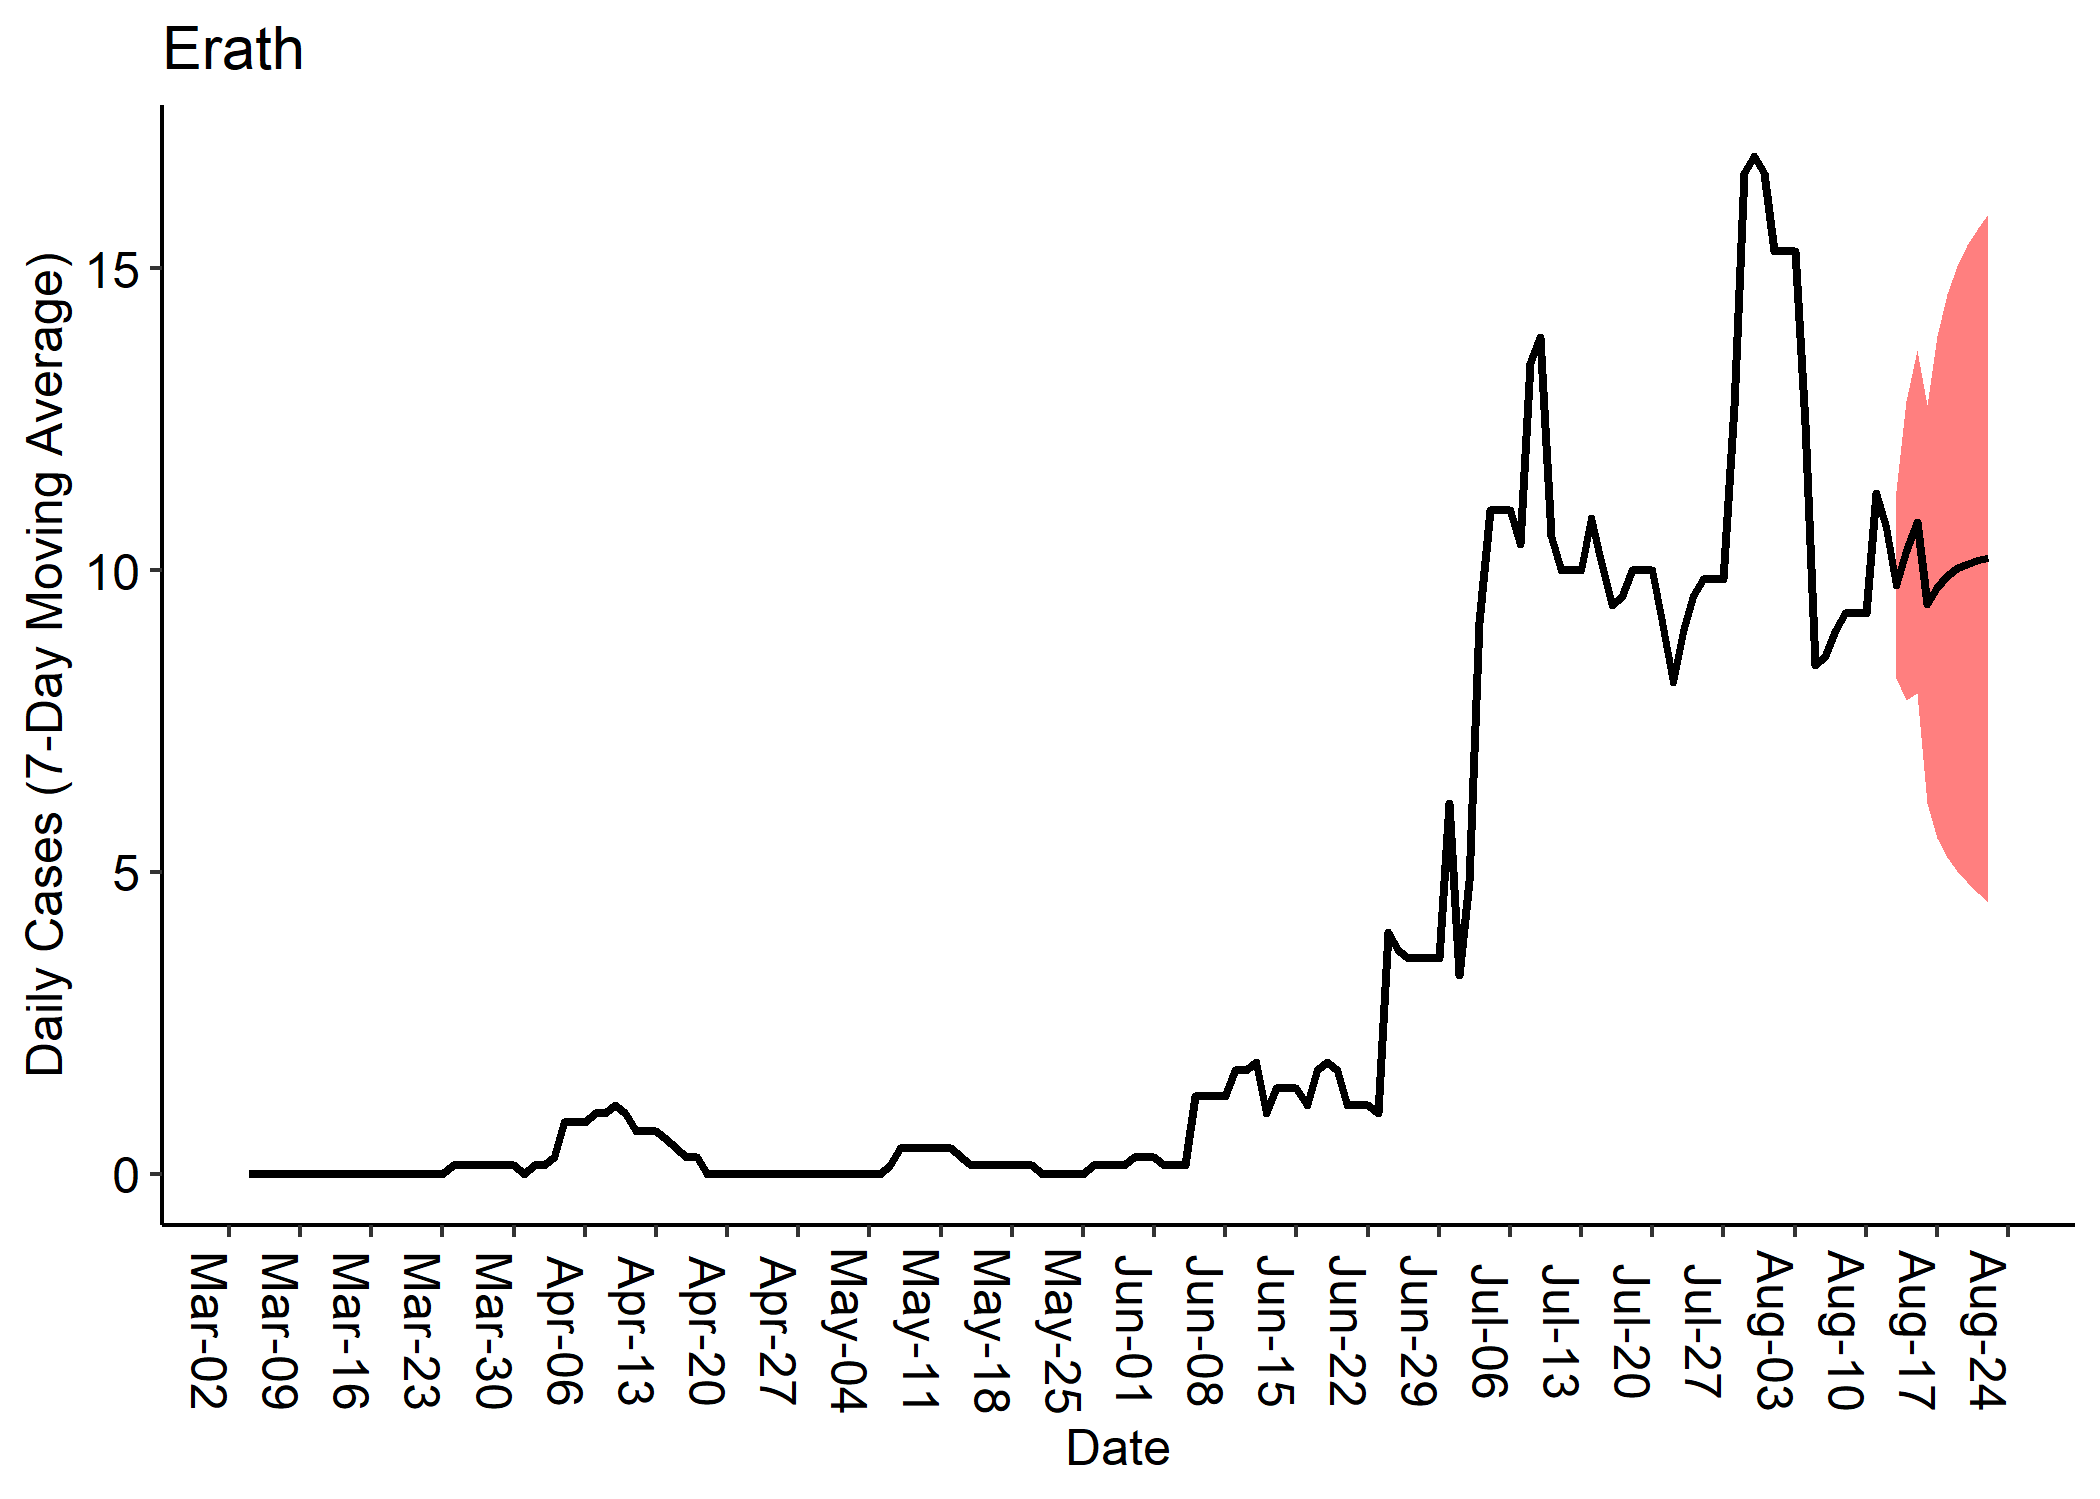 Erath
Daily Cases (7-Day Moving Average)
15
10
5
0
Mar-02
Mar-09
Mar-16
Mar-23
Mar-30
Apr-06
Apr-13
Apr-20
Apr-27
May-04
May-11
May-18
May-25
Jun-01
Jun-08
Jun-15
Jun-22
Jun-29
Jul-06
Jul-13
Jul-20
Jul-27
Aug-03
Aug-10
Aug-17
Aug-24
Date